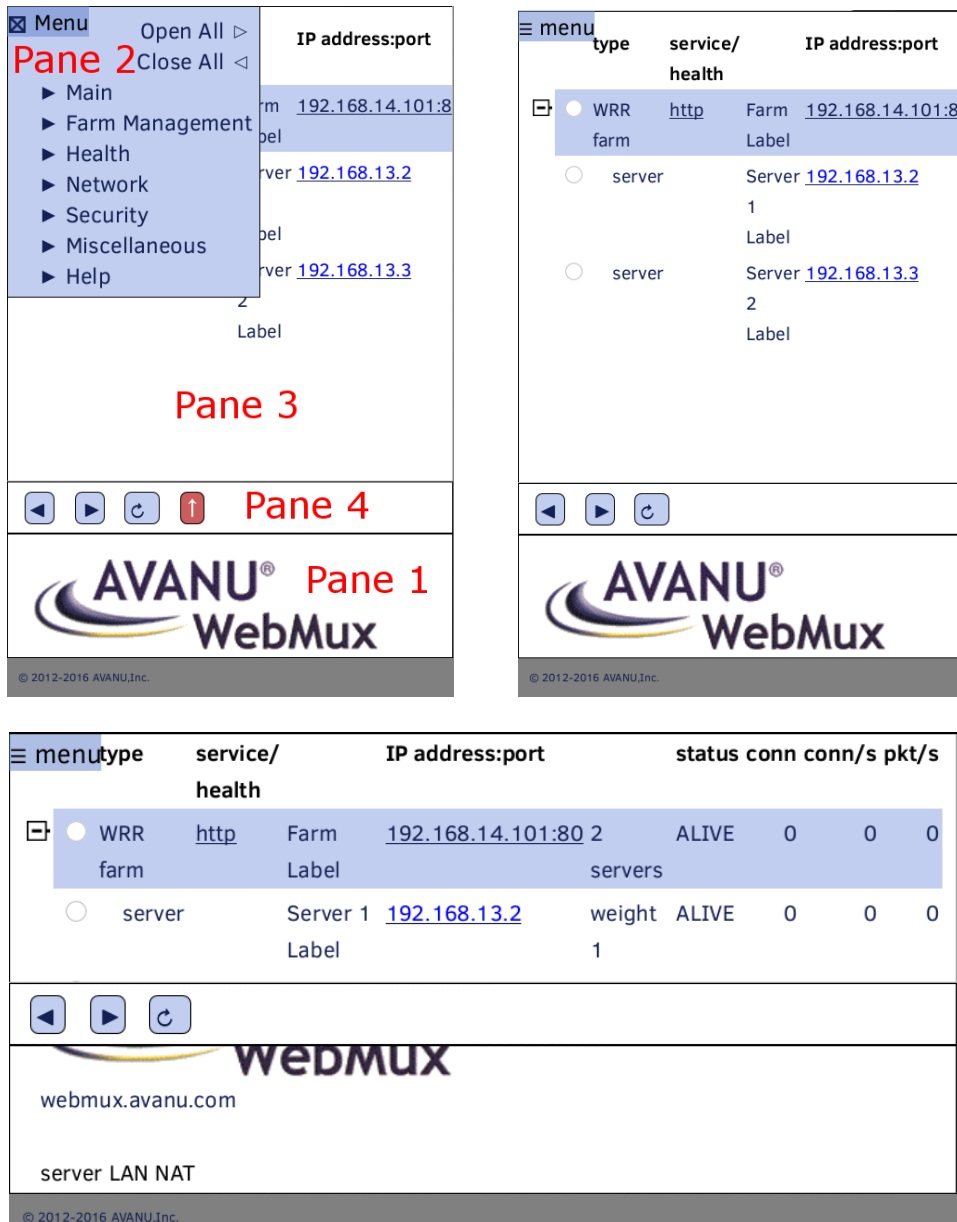 ⊠ Menu
Open All ▷
Pane 2
Close All ◁
► Main
► Farm Management
► Health
► Network
► Security
► Miscellaneous
► Help
IP address:port
192.168.14.101:8
192.168.13.2
192.168.13.3
2
Label
Pane 3
◄ ► ↻ ↑ Pane 4
AVANU® Pane 1
WebMux
© 2012-2016 AVANU,Inc.
≡ menu
type service/ IP address:port
health
WRR http Farm 192.168.14.101:8
farm Label
server Server 192.168.13.2
1
Label
server Server 192.168.13.3
2
Label
◄ ► ↻
AVANU®
WebMux
© 2012-2016 AVANU,Inc.
≡ menu type service/ IP address:port status conn conn/s pkt/s
health
WRR http Farm 192.168.14.101:80 2 ALIVE 0 0 0
farm Label servers
server Server 1 192.168.13.2 weight ALIVE 0 0 0
Label 1
◄ ► ↻
WebMux
webmux.avanu.com
server LAN NAT
© 2012-2016 AVANU,Inc.